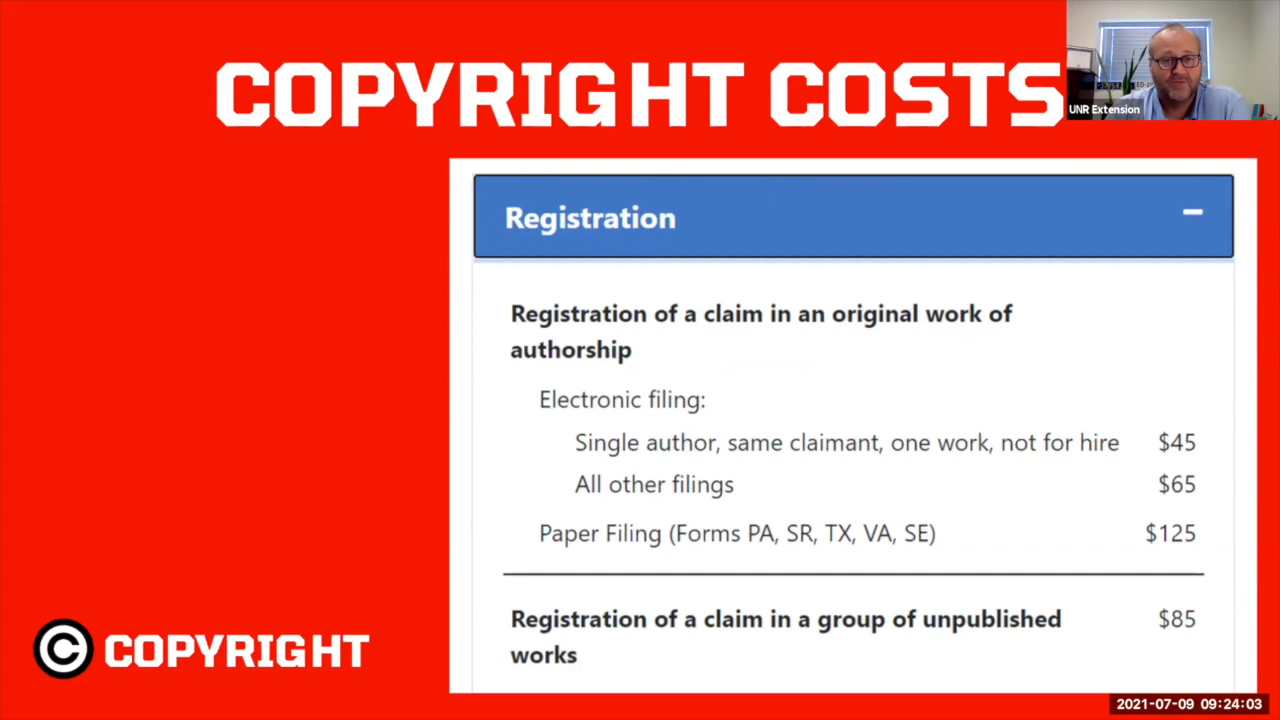 COPYRIGHT COSTS
UNR Extension
Registration
Registration of a claim in an original work of
authorship
Electronic filing:
Single author, same claimant, one work, not for hire $45
All other filings $65
Paper Filing (Forms PA, SR, TX, VA, SE) $125
Registration of a claim in a group of unpublished $85
works
© COPYRIGHT
2021-07-09 09:24:03